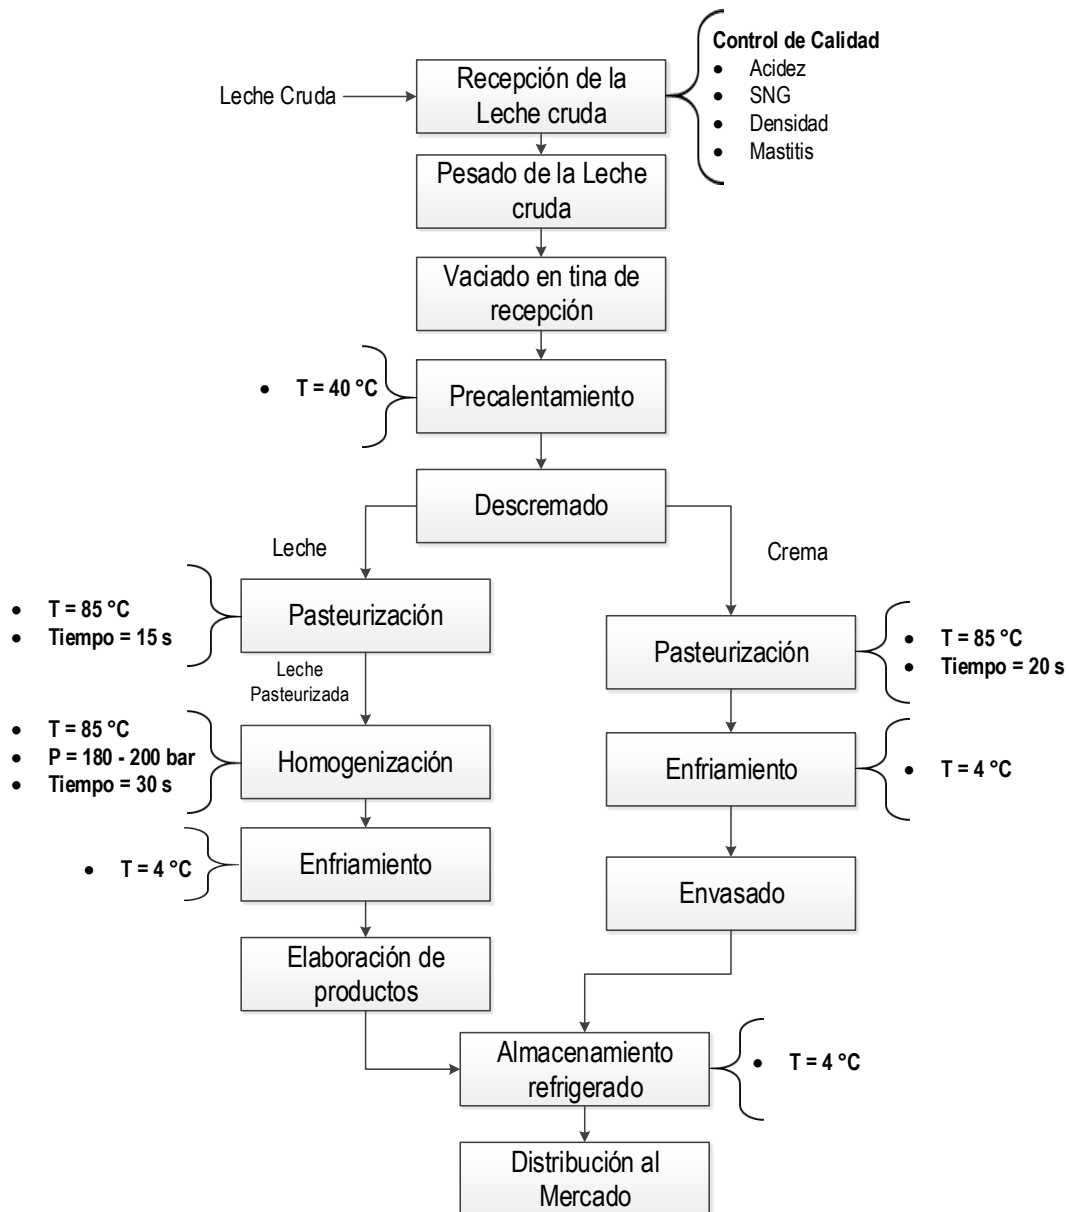 Control de Calidad
• Acidez
• SNG
• Densidad
• Mastitis
Leche Cruda
Recepción de la
Leche cruda
Pesado de la Leche
cruda
Vaciado en tina de
recepción
• T = 40 °C
Precalentamiento
Descremado
Leche
Crema
• T = 85 °C
• Tiempo = 15 s
Pasteurización
Pasteurización
• T = 85 °C
• Tiempo = 20 s
Leche
Pasteurizada
• T = 85 °C
• P = 180 - 200 bar
• Tiempo = 30 s
Homogenización
Enfriamiento
• T = 4 °C
• T = 4 °C
Enfriamiento
Envasado
Elaboración de
productos
Almacenamiento
refrigerado
• T = 4 °C
Distribución al
Mercado